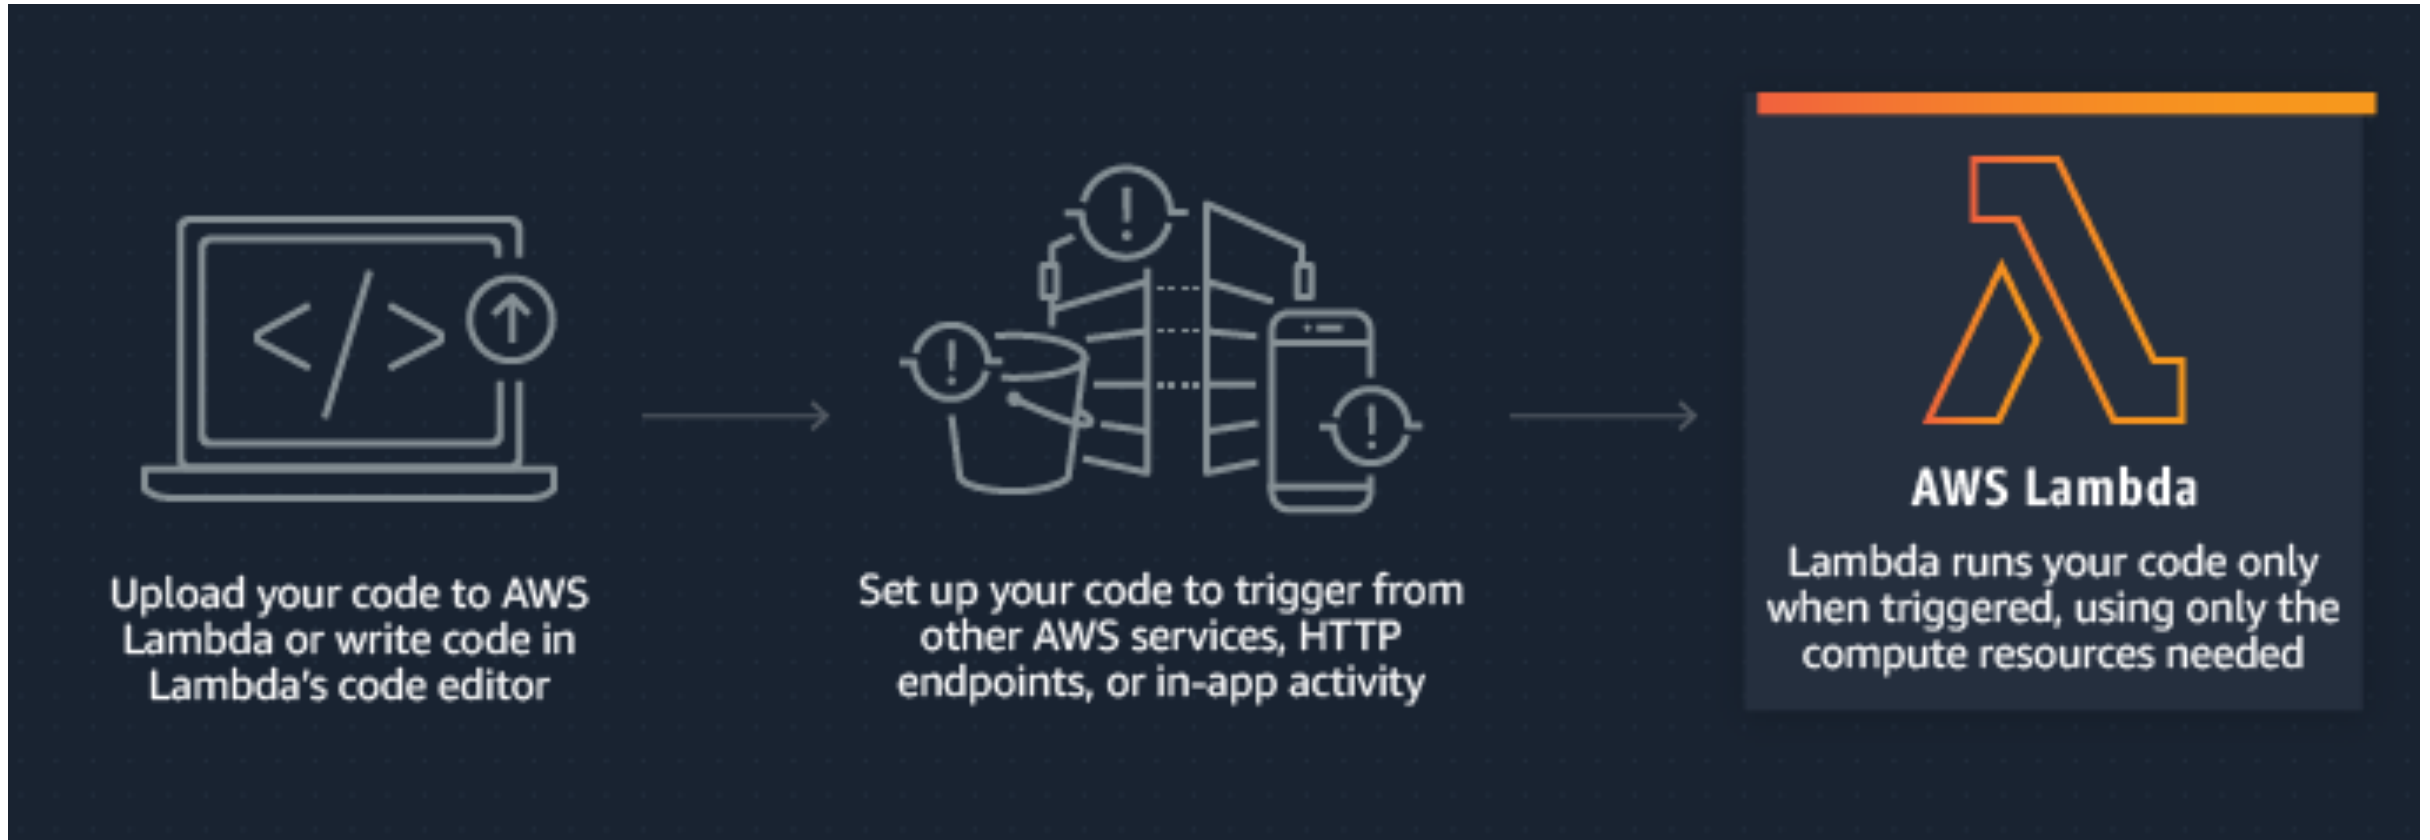 Upload your code to AWS
Lambda or write code in
Lambda's code editor
Set up your code to trigger from
other AWS services, HTTP
endpoints, or in-app activity
AWS Lambda
Lambda runs your code only
when triggered, using only the
compute resources needed